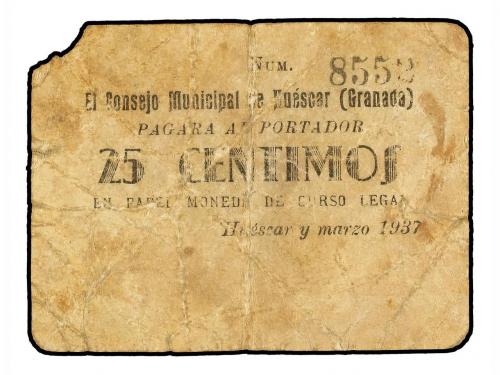 NUM. 8552
El Consejo Municipal de Huéscar (Granada)
PAGARA AL PORTADOR
25 CENTIMOS
EN PAPEL MONEDA DE CURSO LEGAL
Huéscar y marzo 1937